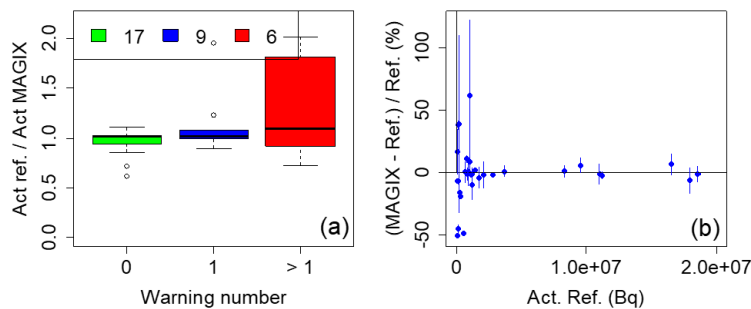 Act ref. / Act MAGIX
0.0
0.5
1.0
1.5
2.0
17
9
6
(a)
0
1
> 1
Warning number
(MAGIX - Ref.) / Ref. (%)
-50
0
50
100
(b)
0
1.0e+07
2.0e+07
Act. Ref. (Bq)